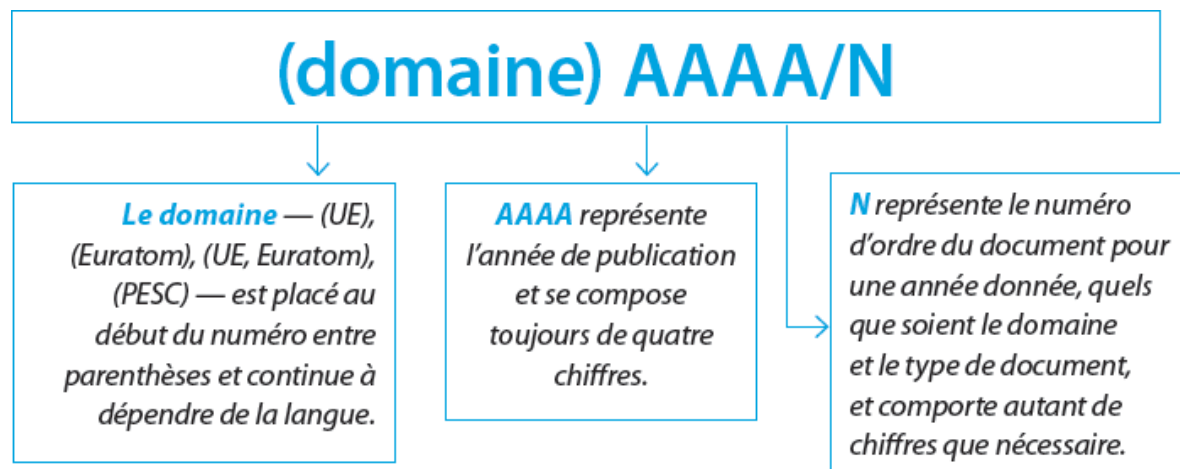 (domaine) AAAA/N
Le domaine — (UE),
(Euratom), (UE, Euratom),
(PESC) — est placé au
début du numéro entre
parenthèses et continue à
dépendre de la langue.
AAAA représente
l’année de publication
et se compose
toujours de quatre
chiffres.
N représente le numéro
d’ordre du document pour
une année donnée, quels
que soient le domaine
et le type de document,
et comporte autant de
chiffres que nécessaire.